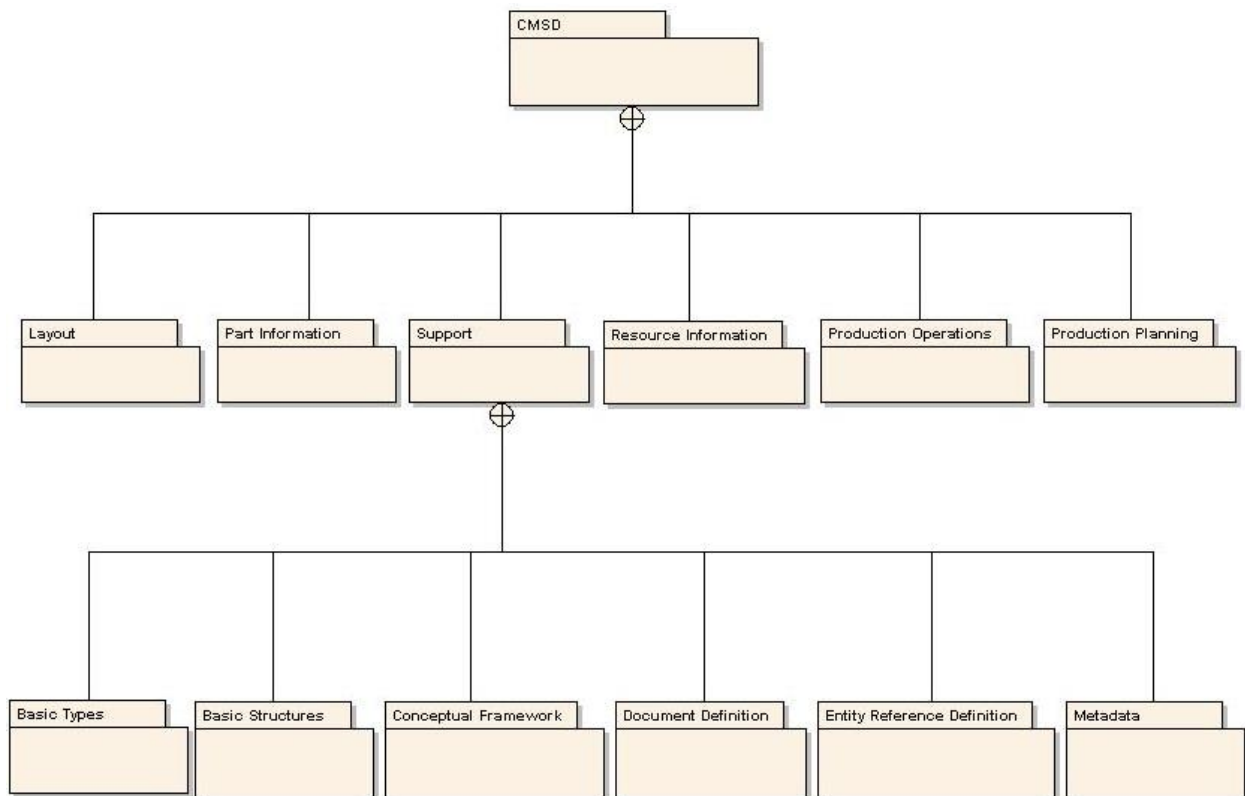 CMSD
Layout
Part Information
Support
Resource Information
Production Operations
Production Planning
Basic Types
Basic Structures
Conceptual Framework
Document Definition
Entity Reference Definition
Metadata